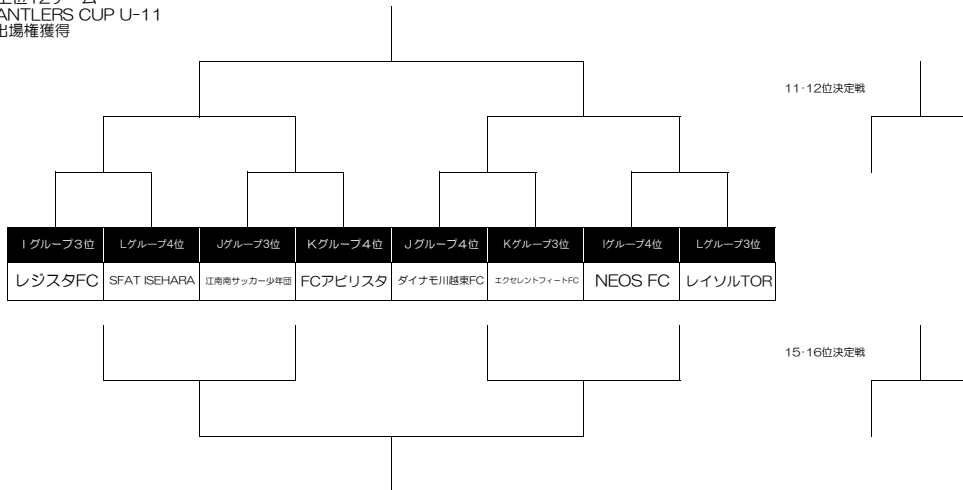 上位12チーム
ANTLERS CUP U-11
出場権獲得
11・12位決定戦
Iグループ3位 Lグループ4位 Jグループ3位 Kグループ4位 Jグループ4位 Kグループ3位 Iグループ4位 Lグループ3位
レジスタFC SFAT ISEHARA 江南南サッカー少年団 FCアビリスタ ダイナモ川越東FC エクセレントフィートFC NEOS FC レイソルTOR
15・16位決定戦